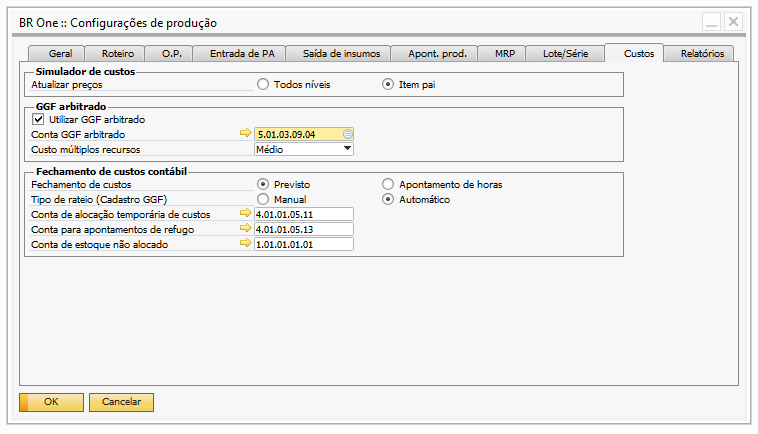 BR One :: Configurações de produção
Geral Roteiro O.P. Entrada de PA Saída de insumos Apont. prod. MRP Lote/Série Custos Relatórios
Simulador de custos
Atualizar preços Todos níveis Item pai
GGF arbitrado
Utilizar GGF arbitrado
Conta GGF arbitrado 5.01.03.09.04
Custo múltiplos recursos Médio
Fechamento de custos contábil
Fechamento de custos Previsto Apontamento de horas
Tipo de rateio (Cadastro GGF) Manual Automático
Conta de alocação temporária de custos 4.01.01.05.11
Conta para apontamentos de refugo 4.01.01.05.13
Conta de estoque não alocado 1.01.01.01.01
OK Cancelar